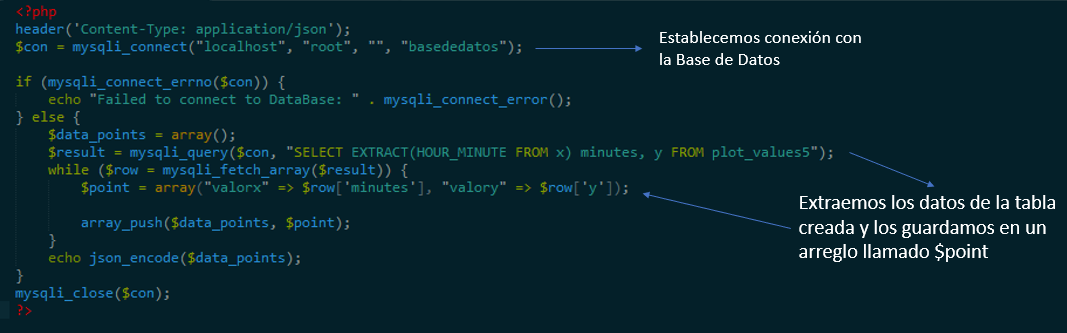 <?php
header('Content-Type: application/json');
$con = mysqli_connect("localhost", "root", "", "basededatos");
Establecemos conexión con
la Base de Datos
if (mysqli_connect_errno($con)) {
    echo "Failed to connect to DataBase: " . mysqli_connect_error();
} else {
    $data_points = array();
    $result = mysqli_query($con, "SELECT EXTRACT(HOUR_MINUTE FROM x) minutes, y FROM plot_values5");
    while ($row = mysqli_fetch_array($result)) {
        $point = array("valorx" => $row['minutes'], "valory" => $row['y']);
        array_push($data_points, $point);
    }
    echo json_encode($data_points);
}
mysqli_close($con);
?>
Extraemos los datos de la tabla
creada y los guardamos en un
arreglo llamado $point